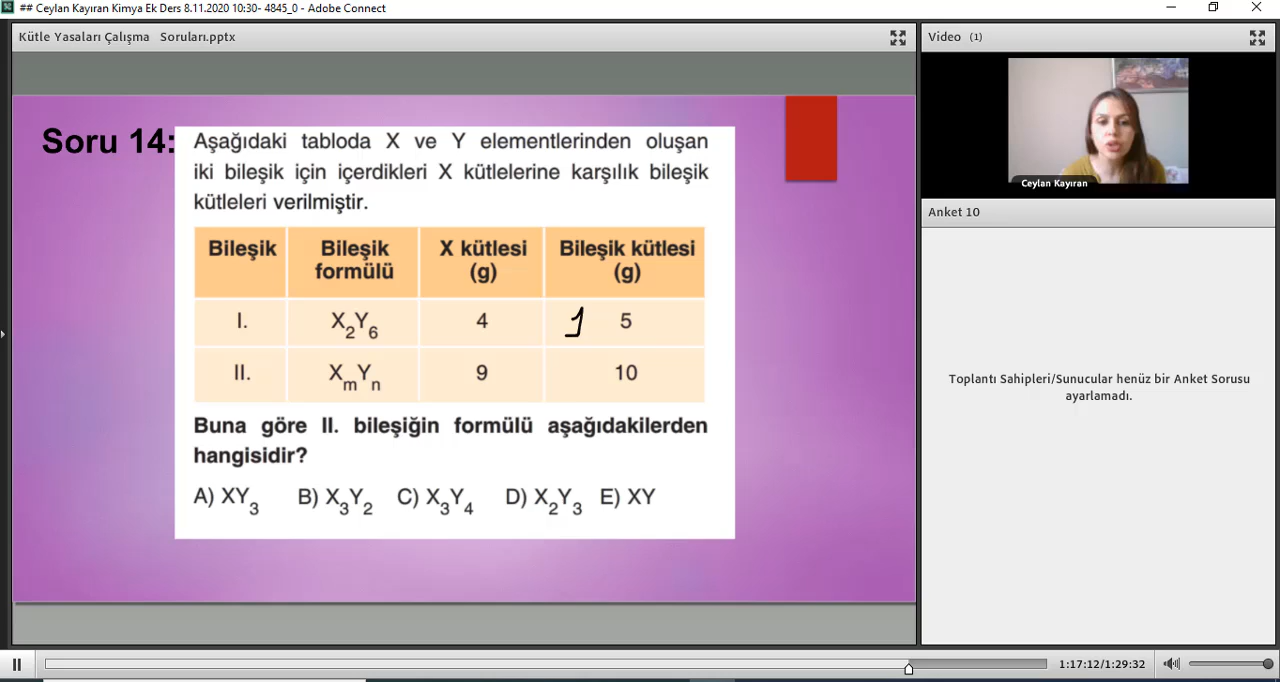 ## Ceylan Kayıran Kimya Ek Ders 8.11.2020 10:30- 4845_0 - Adobe Connect
Kütle Yasaları Çalışma Soruları.pptx
Soru 14:
Aşağıdaki tabloda X ve Y elementlerinden oluşan
iki bileşik için içerdikleri X kütlelerine karşılık bileşik
kütleleri verilmiştir.
Bileşik
Bileşik formülü
X kütlesi (g)
Bileşik kütlesi (g)
I. X₂Y₆ 4 1 5
II. XₘYₙ 9 10
Buna göre II. bileşiğin formülü aşağıdakilerden
hangisidir?
A) XY₃ B) X₃Y₂ C) X₃Y₄ D) X₂Y₃ E) XY
Video (1)
Ceylan Kayıran
Anket 10
Toplantı Sahipleri/Sunucular henüz bir Anket Sorusu
ayarlamadı.
1:17:12/1:29:32